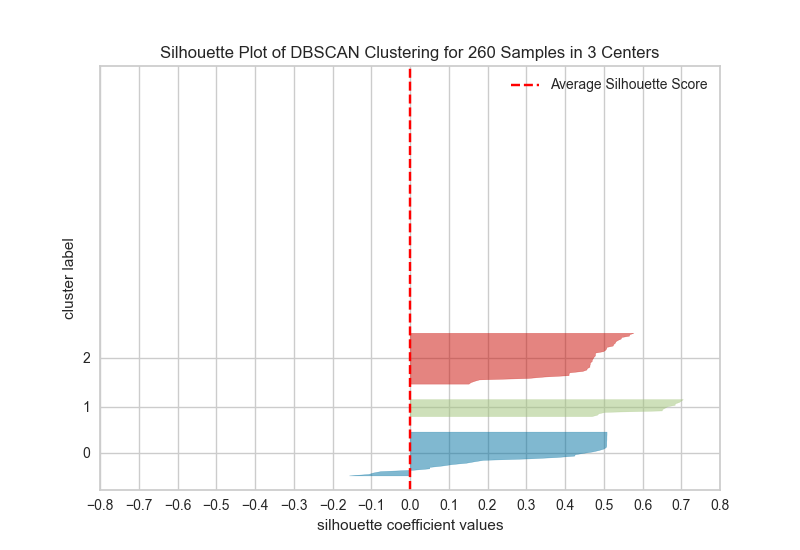 Silhouette Plot of DBSCAN Clustering for 260 Samples in 3 Centers
Average Silhouette Score
cluster label
2
1
0
−0.8 −0.7 −0.6 −0.5 −0.4 −0.3 −0.2 −0.1 0.0 0.1 0.2 0.3 0.4 0.5 0.6 0.7 0.8
silhouette coefficient values